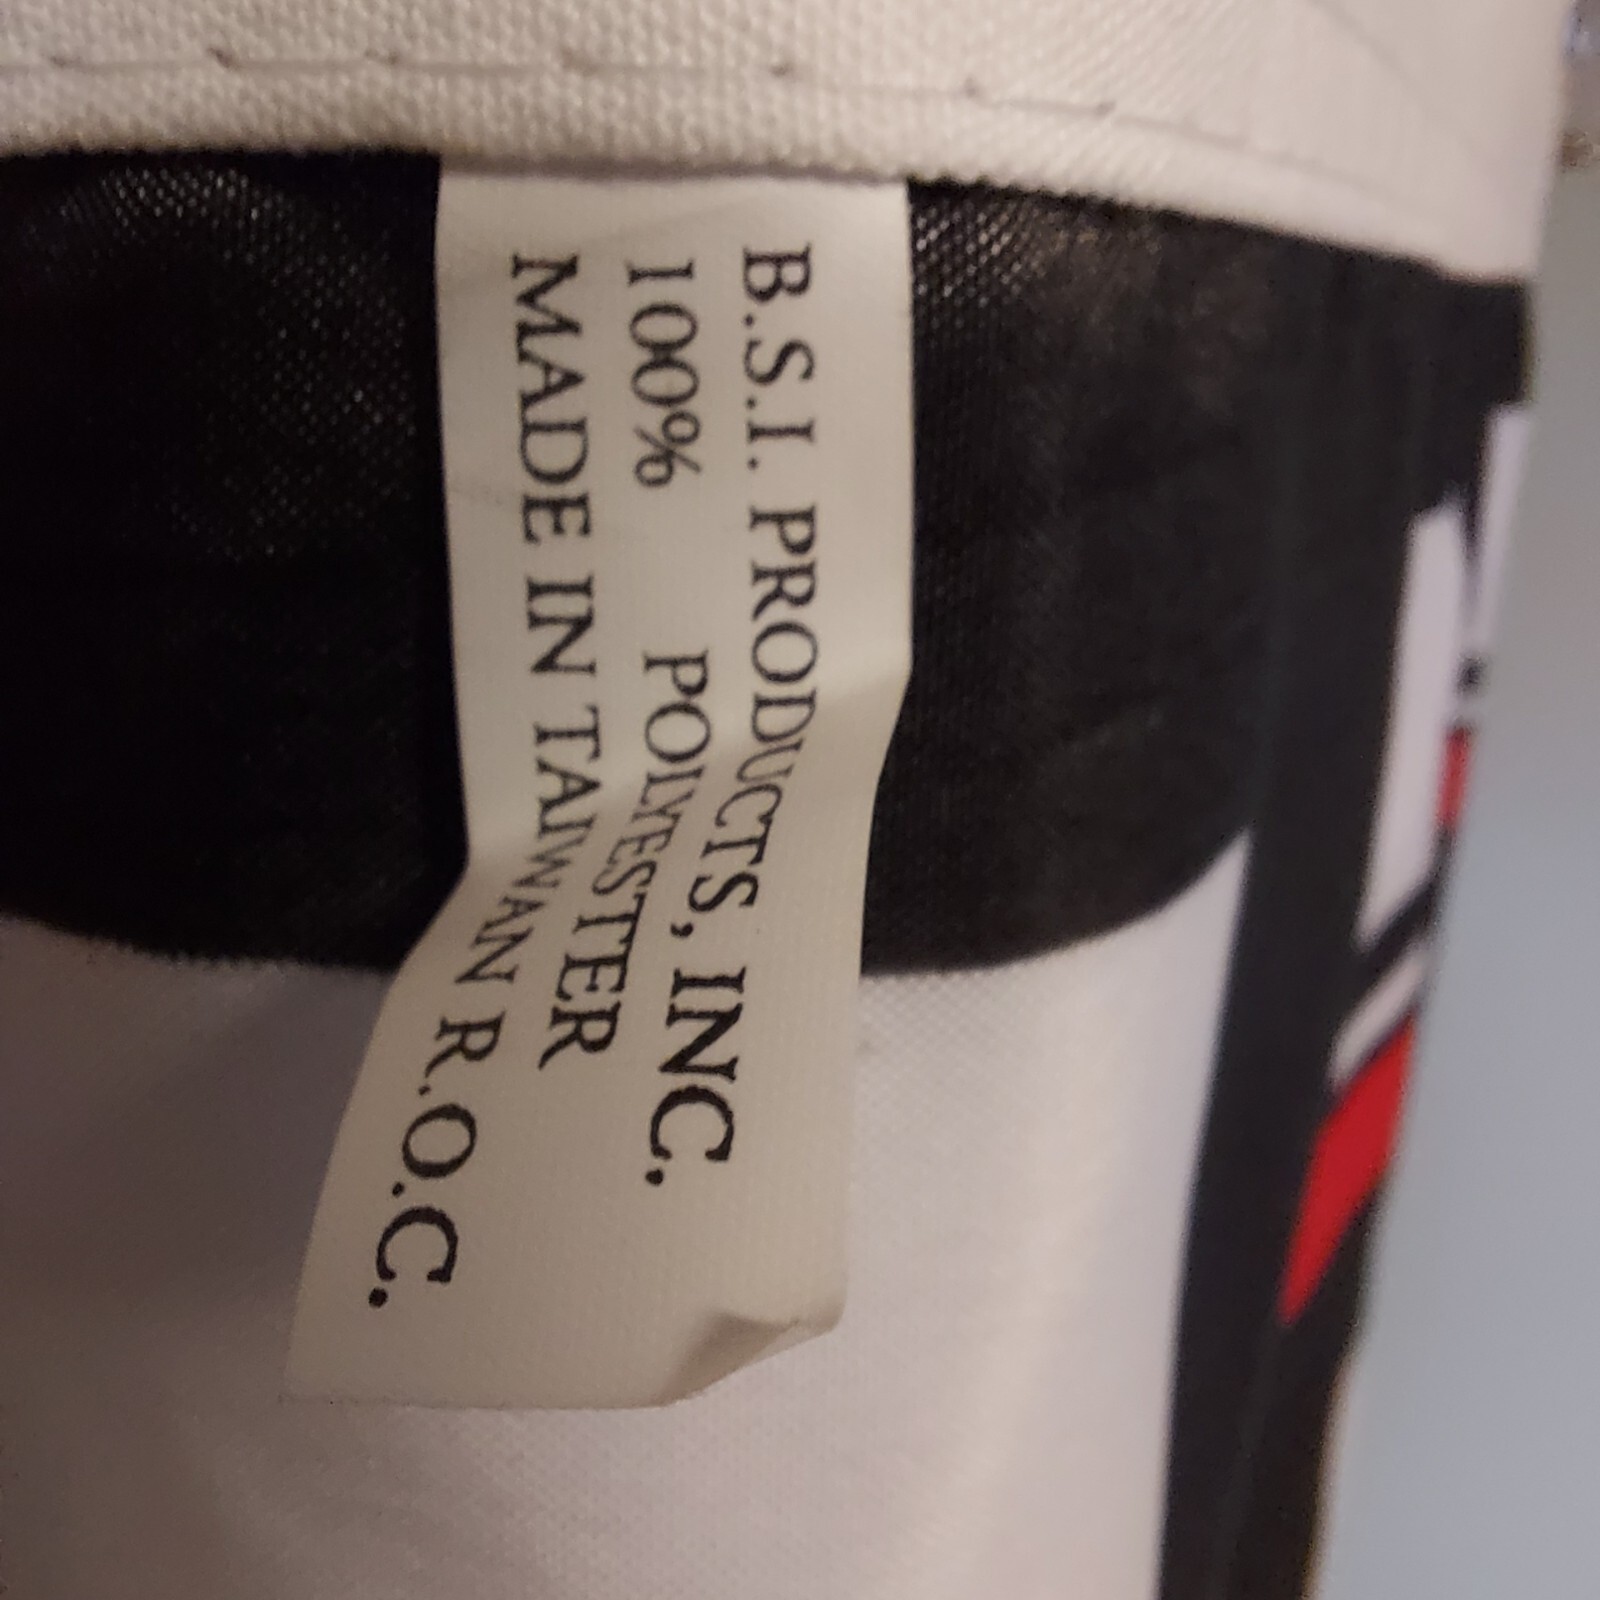 B.S.I. PRODUCTS, INC.
100% POLYESTER
MADE IN TAIWAN R.O.C.